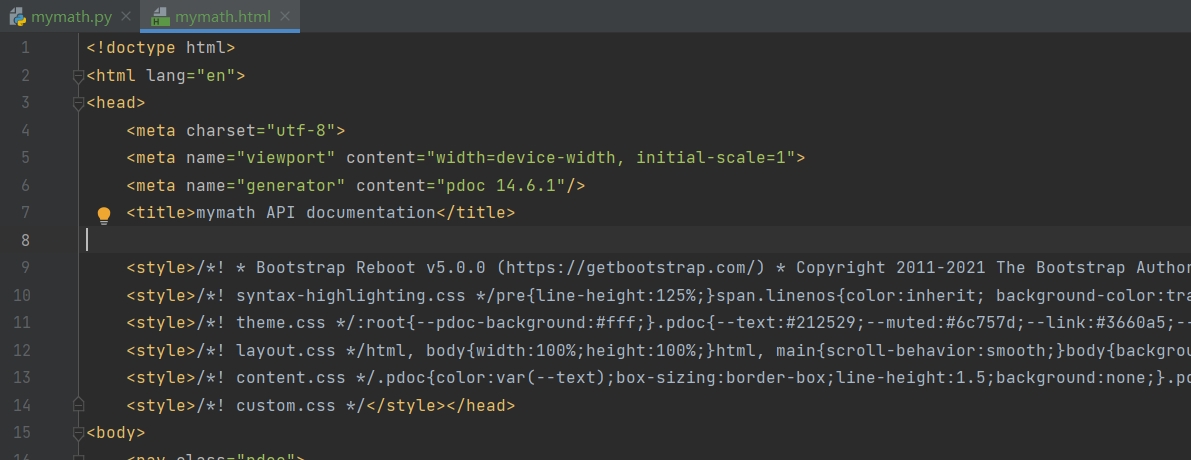 mymath.py mymath.html
1 <!doctype html>
2 <html lang="en">
3 <head>
4 <meta charset="utf-8">
5 <meta name="viewport" content="width=device-width, initial-scale=1">
6 <meta name="generator" content="pdoc 14.6.1"/>
7 <title>mymath API documentation</title>
8
9 <style>/*! * Bootstrap Reboot v5.0.0 (https://getbootstrap.com/) * Copyright 2011-2021 The Bootstrap Author
10 <style>/*! syntax-highlighting.css */pre{line-height:125%;}span.linenos{color:inherit; background-color:tra
11 <style>/*! theme.css */:root{--pdoc-background:#fff;}.pdoc{--text:#212529;--muted:#6c757d;--link:#3660a5;--
12 <style>/*! layout.css */html, body{width:100%;height:100%;}html, main{scroll-behavior:smooth;}body{backgrou
13 <style>/*! content.css */.pdoc{color:var(--text);box-sizing:border-box;line-height:1.5;background:none;}.pd
14 <style>/*! custom.css */</style></head>
15 <body>
16 <nav class="pdoc">